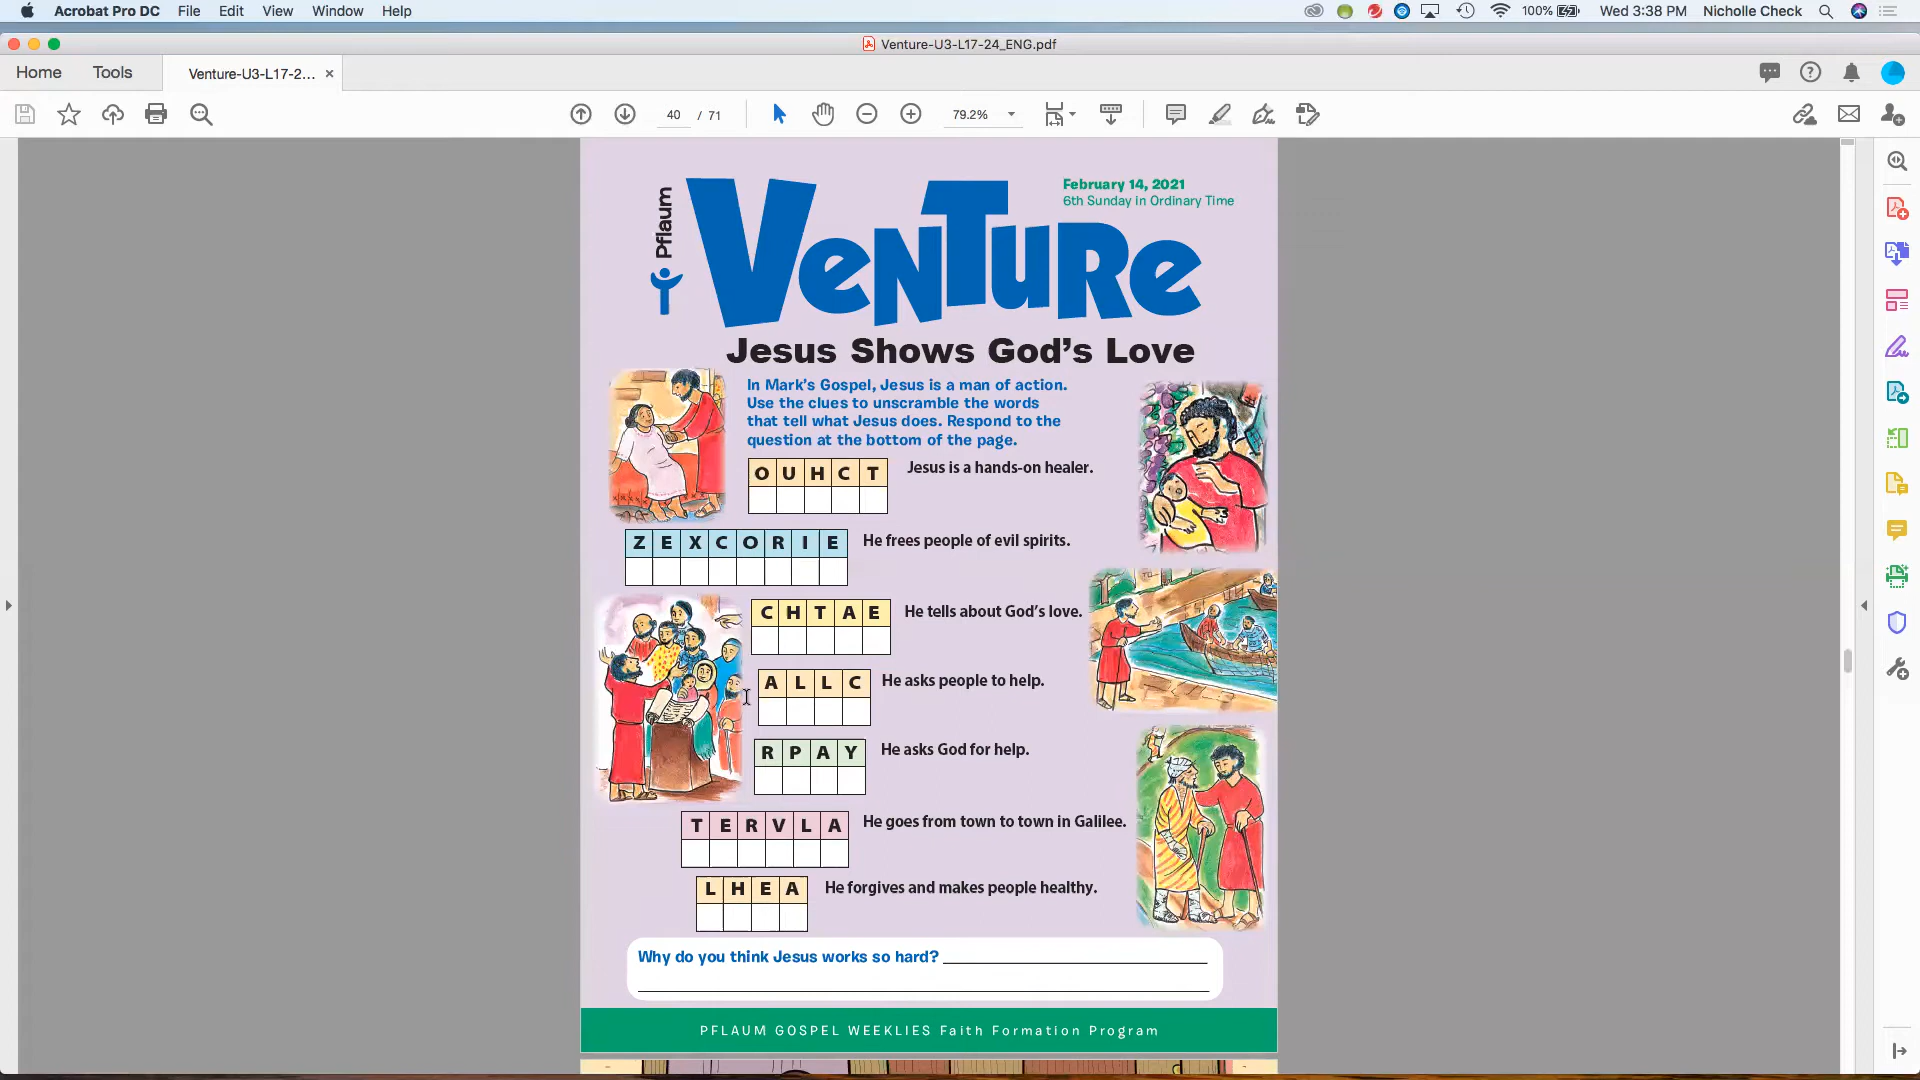 Acrobat Pro DC File Edit View Window Help 100% Wed 3:38 PM Nicholle Check
Venture-U3-L17-24_ENG.pdf
Home Tools Venture-U3-L17-2... ×
40 / 71 79.2%
February 14, 2021
6th Sunday in Ordinary Time
Pflaum
VENTURE
Jesus Shows God's Love
In Mark's Gospel, Jesus is a man of action.
Use the clues to unscramble the words
that tell what Jesus does. Respond to the
question at the bottom of the page.
O U H C T Jesus is a hands-on healer.
Z E X C O R I E He frees people of evil spirits.
C H T A E He tells about God's love.
A L L C He asks people to help.
R P A Y He asks God for help.
T E R V L A He goes from town to town in Galilee.
L H E A He forgives and makes people healthy.
Why do you think Jesus works so hard?
PFLAUM GOSPEL WEEKLIES Faith Formation Program